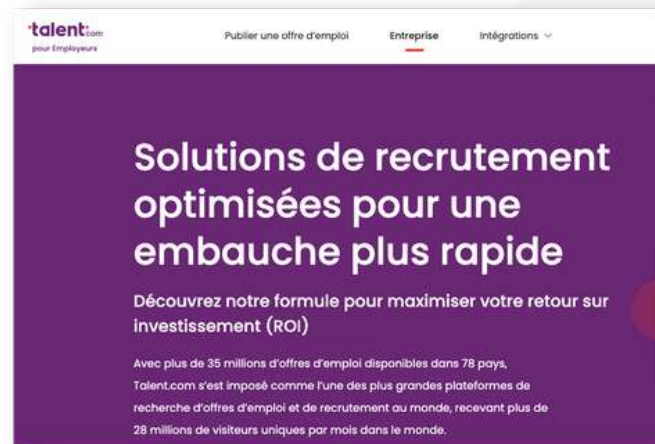 talent.com
pour Employeurs
Publier une offre d'emploi
Entreprise
Intégrations
Solutions de recrutement
optimisées pour une
embauche plus rapide
Découvrez notre formule pour maximiser votre retour sur
investissement (ROI)
Avec plus de 35 millions d'offres d'emploi disponibles dans 78 pays,
Talent.com s'est imposé comme l'une des plus grandes plateformes de
recherche d'offres d'emploi et de recrutement au monde, recevant plus de
28 millions de visiteurs uniques par mois dans le monde.